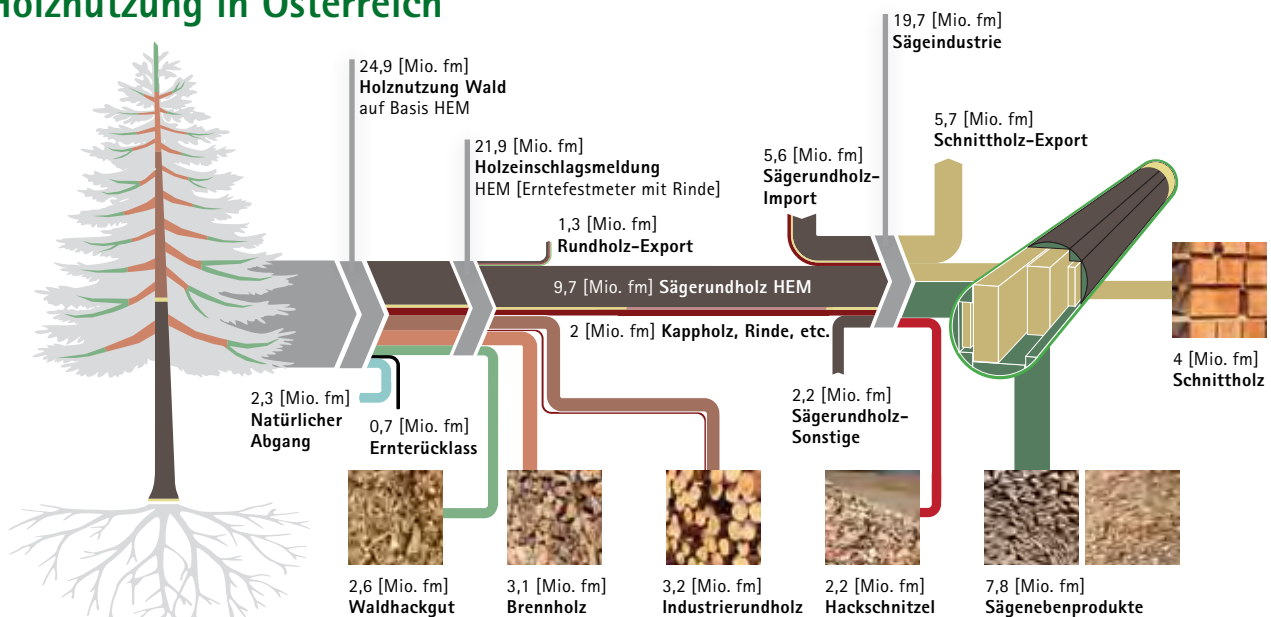 Holznutzung in Österreich
19,7 [Mio. fm]
Sägeindustrie
24,9 [Mio. fm]
Holznutzung Wald
auf Basis HEM
21,9 [Mio. fm]
Holzeinschlagsmeldung
HEM [Erntefestmeter mit Rinde]
5,7 [Mio. fm]
Schnittholz-Export
5,6 [Mio. fm]
Sägerundholz-
Import
1,3 [Mio. fm]
Rundholz-Export
9,7 [Mio. fm] Sägerundholz HEM
2 [Mio. fm] Kappholz, Rinde, etc.
4 [Mio. fm]
Schnittholz
2,3 [Mio. fm]
Natürlicher
Abgang
0,7 [Mio. fm]
Ernterücklass
2,2 [Mio. fm]
Sägerundholz-
Sonstige
2,6 [Mio. fm]
Waldhackgut
3,1 [Mio. fm]
Brennholz
3,2 [Mio. fm]
Industrierundholz
2,2 [Mio. fm]
Hackschnitzel
7,8 [Mio. fm]
Sägenebenprodukte